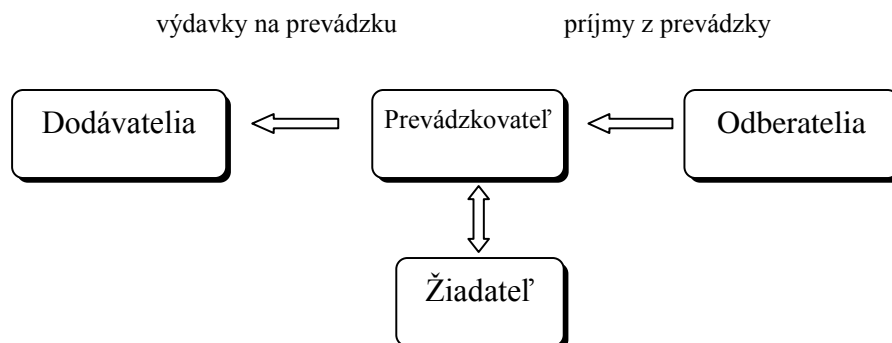 výdavky na prevádzku príjmy z prevádzky
Dodávatelia Prevádzkovateľ Odberatelia
Žiadateľ